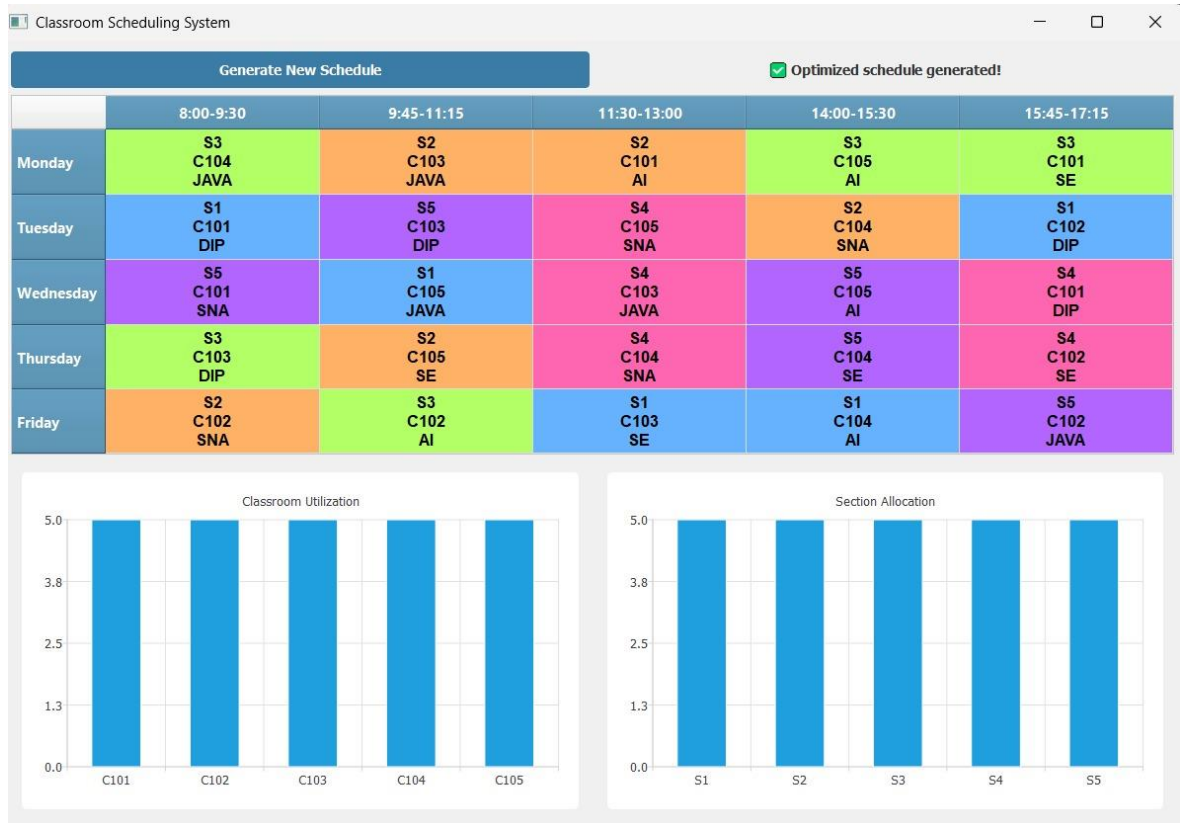 Classroom Scheduling System
Generate New Schedule
Optimized schedule generated!
8:00-9:30 9:45-11:15 11:30-13:00 14:00-15:30 15:45-17:15
Monday
S3 S2 S2 S3 S3
C104 C103 C101 C105 C101
JAVA JAVA AI AI SE
Tuesday
S1 S5 S4 S2 S1
C101 C103 C105 C104 C102
DIP DIP SNA SNA DIP
Wednesday
S5 S1 S4 S5 S4
C101 C105 C103 C105 C101
SNA JAVA JAVA AI DIP
Thursday
S3 S2 S4 S5 S4
C103 C105 C104 C104 C102
DIP SE SNA SE SE
Friday
S2 S3 S1 S1 S5
C102 C102 C103 C104 C102
SNA AI SE AI JAVA
Classroom Utilization
5.0
3.8
2.5
1.3
0.0
C101 C102 C103 C104 C105
Section Allocation
5.0
3.8
2.5
1.3
0.0
S1 S2 S3 S4 S5